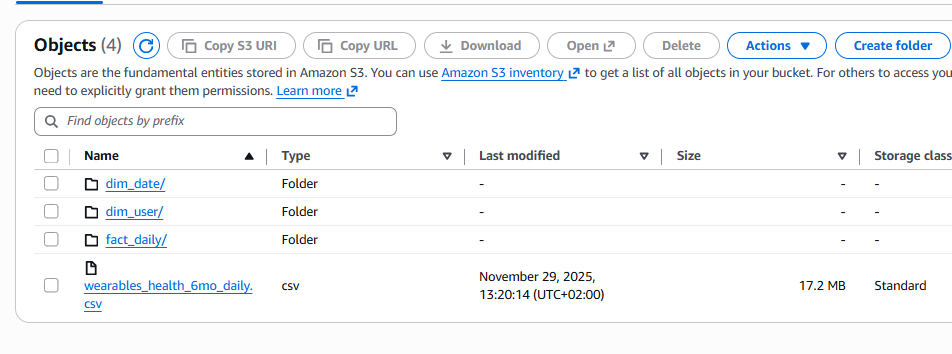 Objects (4) Copy S3 URI Copy URL Download Open Delete Actions Create folder
Objects are the fundamental entities stored in Amazon S3. You can use Amazon S3 inventory to get a list of all objects in your bucket. For others to access you
need to explicitly grant them permissions. Learn more
Find objects by prefix
Name Type Last modified Size Storage class
dim_date/ Folder - - -
dim_user/ Folder - - -
fact_daily/ Folder - - -
wearables_health_6mo_daily.
csv
csv
November 29, 2025,
13:20:14 (UTC+02:00)
17.2 MB
Standard